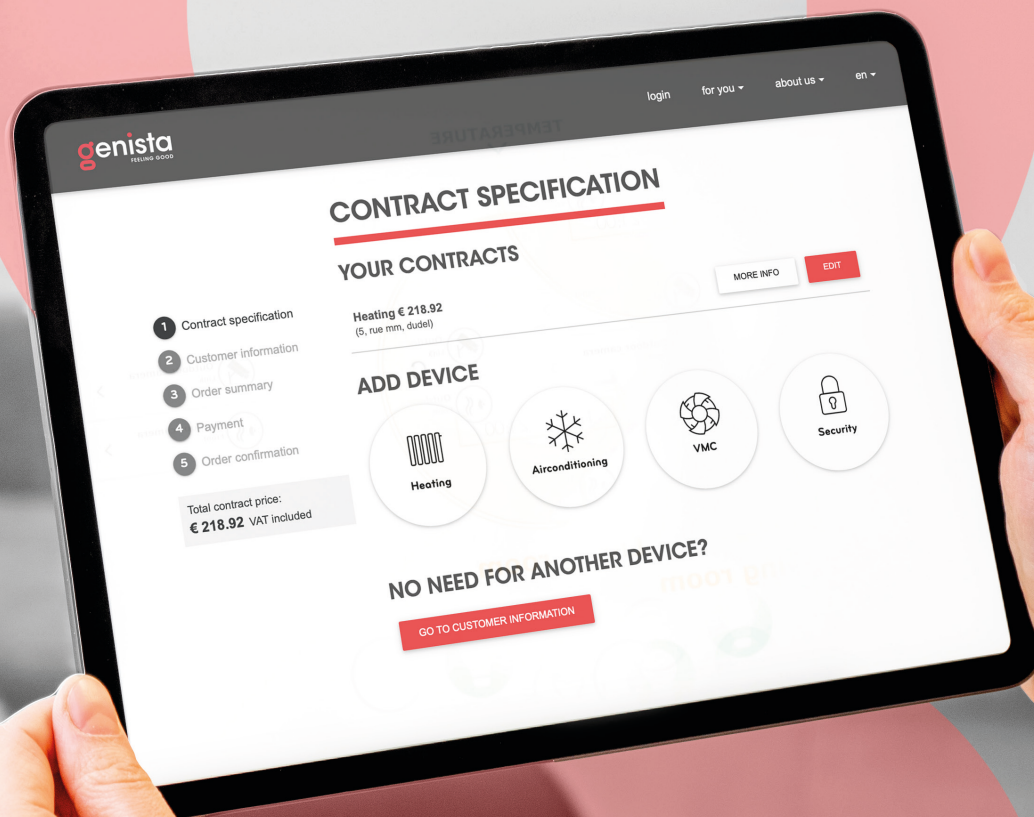 genista
FEELING GOOD
login
for you
about us
en
TEMPERATURE
CONTRACT SPECIFICATION
YOUR CONTRACTS
Heating € 218.92
(5, rue mm, dudel)
MORE INFO
EDIT
1 Contract specification
2 Customer information
3 Order summary
4 Payment
5 Order confirmation
Total contract price:
€ 218.92 VAT included
ADD DEVICE
Heating
Airconditioning
VMC
Security
NO NEED FOR ANOTHER DEVICE?
GO TO CUSTOMER INFORMATION